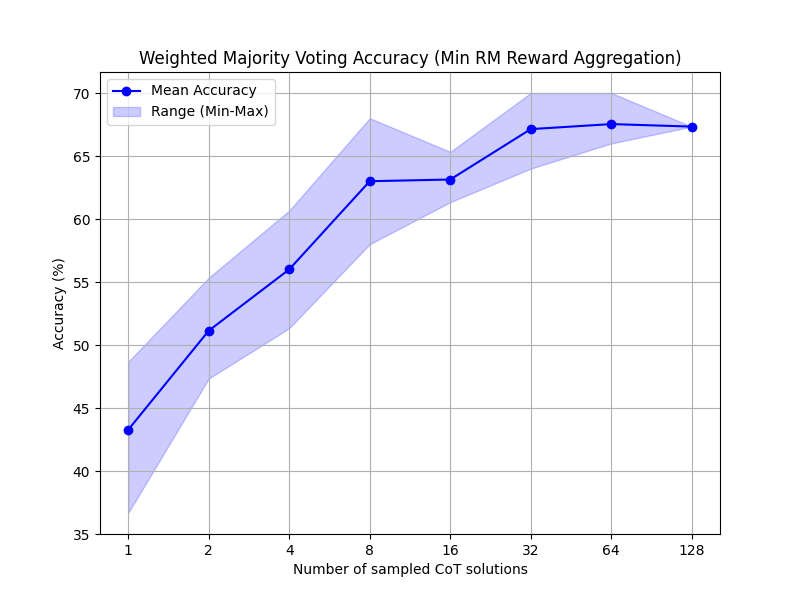 Weighted Majority Voting Accuracy (Min RM Reward Aggregation)
Mean Accuracy
Range (Min-Max)
Accuracy (%)
70
65
60
55
50
45
40
35
1 2 4 8 16 32 64 128
Number of sampled CoT solutions